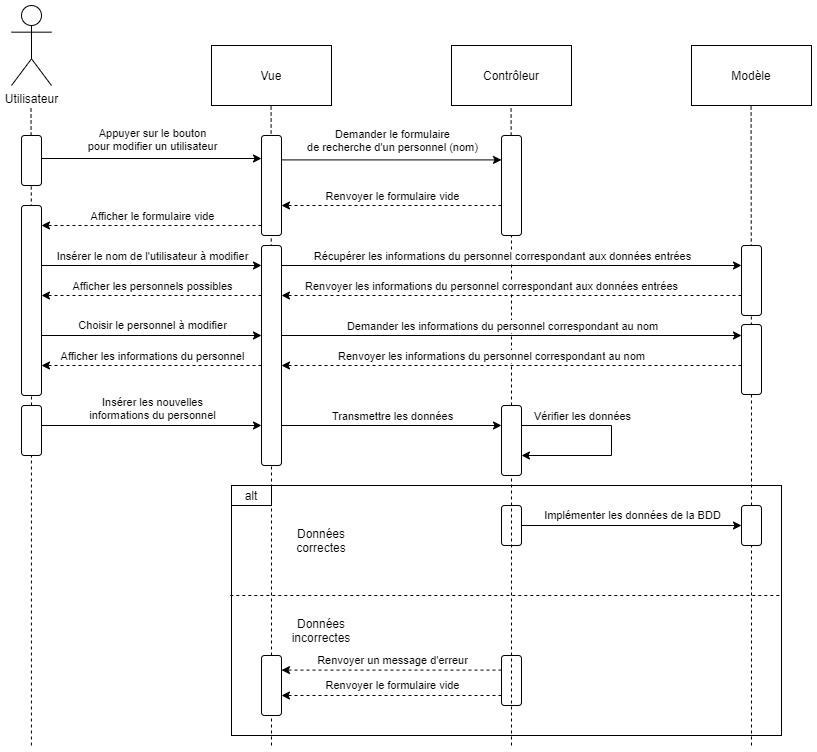 Utilisateur
Vue
Contrôleur
Modèle
Appuyer sur le bouton
pour modifier un utilisateur
Demander le formulaire
de recherche d'un personnel (nom)
Renvoyer le formulaire vide
Afficher le formulaire vide
Insérer le nom de l'utilisateur à modifier
Récupérer les informations du personnel correspondant aux données entrées
Afficher les personnels possibles
Renvoyer les informations du personnel correspondant aux données entrées
Choisir le personnel à modifier
Demander les informations du personnel correspondant au nom
Afficher les informations du personnel
Renvoyer les informations du personnel correspondant au nom
Insérer les nouvelles
informations du personnel
Transmettre les données
Vérifier les données
alt
Données
correctes
Implémenter les données de la BDD
Données
incorrectes
Renvoyer un message d'erreur
Renvoyer le formulaire vide